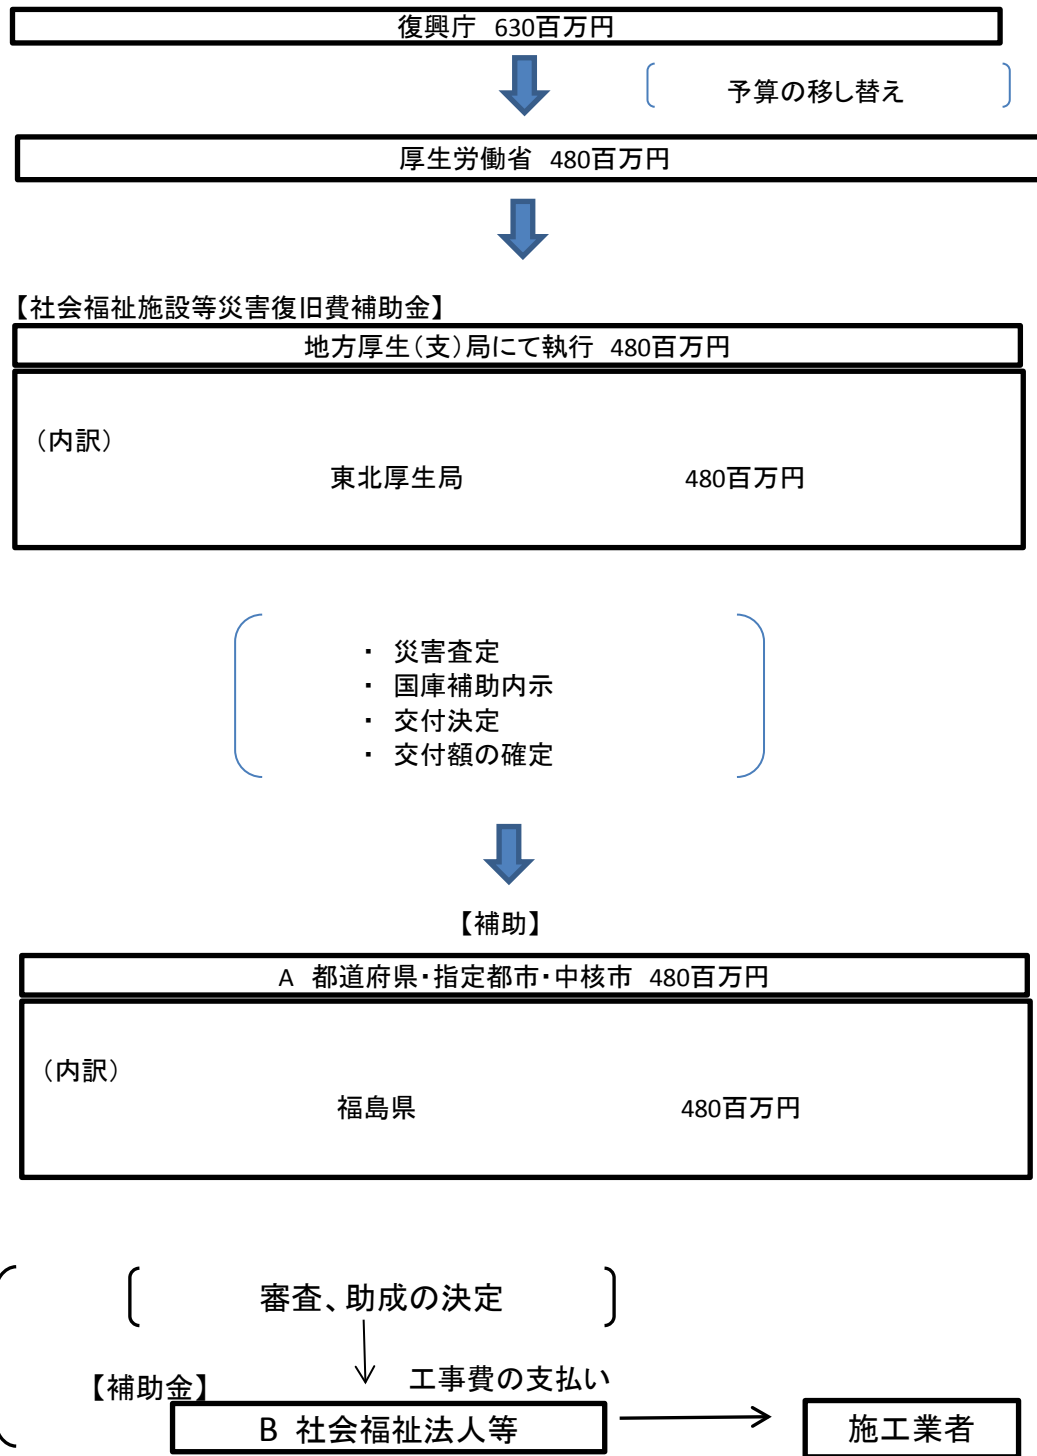 復興庁 630百万円
予算の移し替え
厚生労働省 480百万円
【社会福祉施設等災害復旧費補助金】
地方厚生(支)局にて執行 480百万円
(内訳)
東北厚生局 480百万円
・ 災害査定
・ 国庫補助内示
・ 交付決定
・ 交付額の確定
【補助】
A 都道府県・指定都市・中核市 480百万円
(内訳)
福島県 480百万円
審査、助成の決定
【補助金】 工事費の支払い
B 社会福祉法人等 施工業者